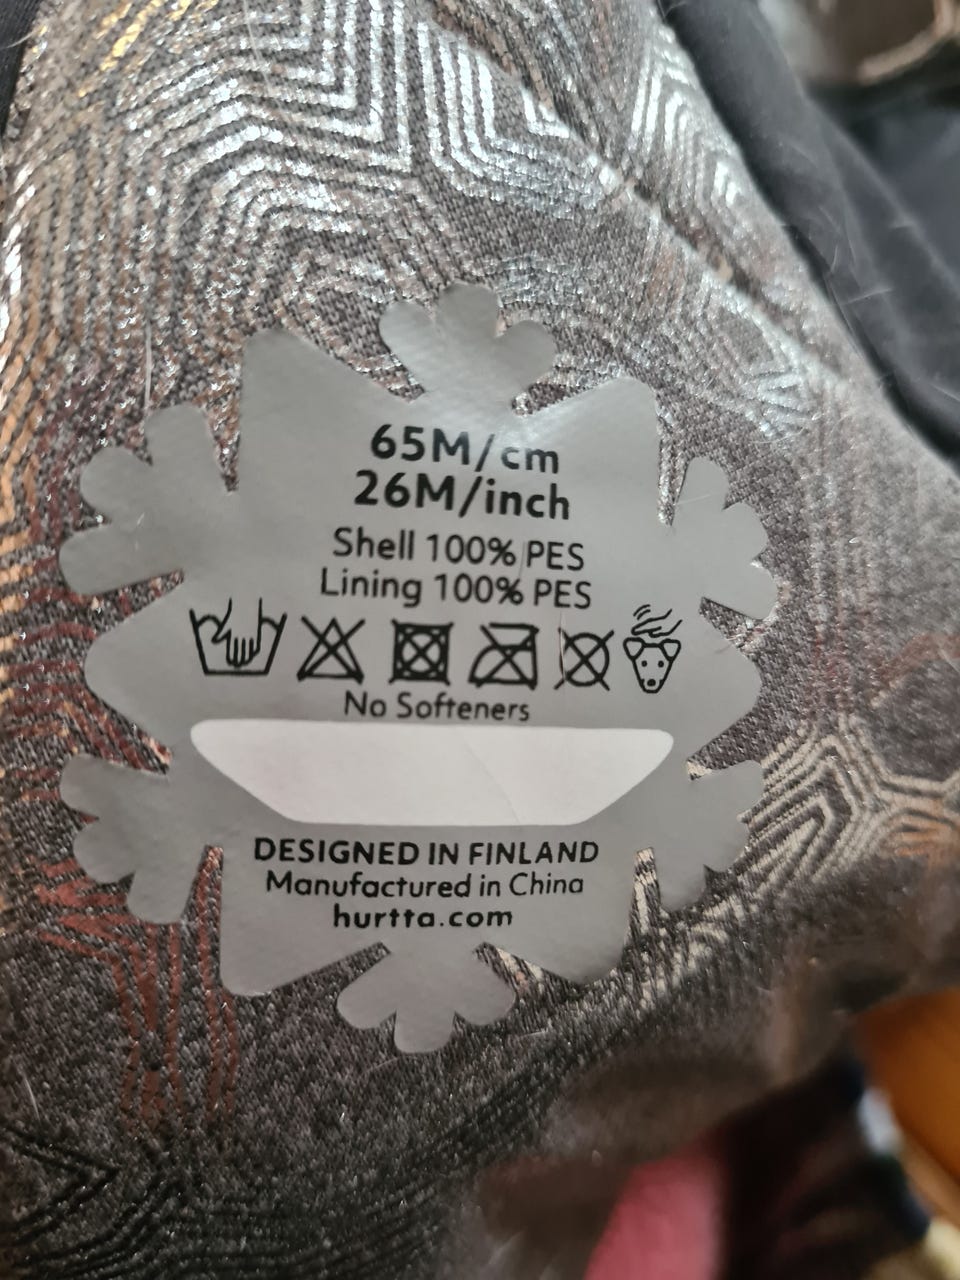 65M/cm
26M/inch
Shell 100% PES
Lining 100% PES
No Softeners
DESIGNED IN FINLAND
Manufactured in China
hurtta.com